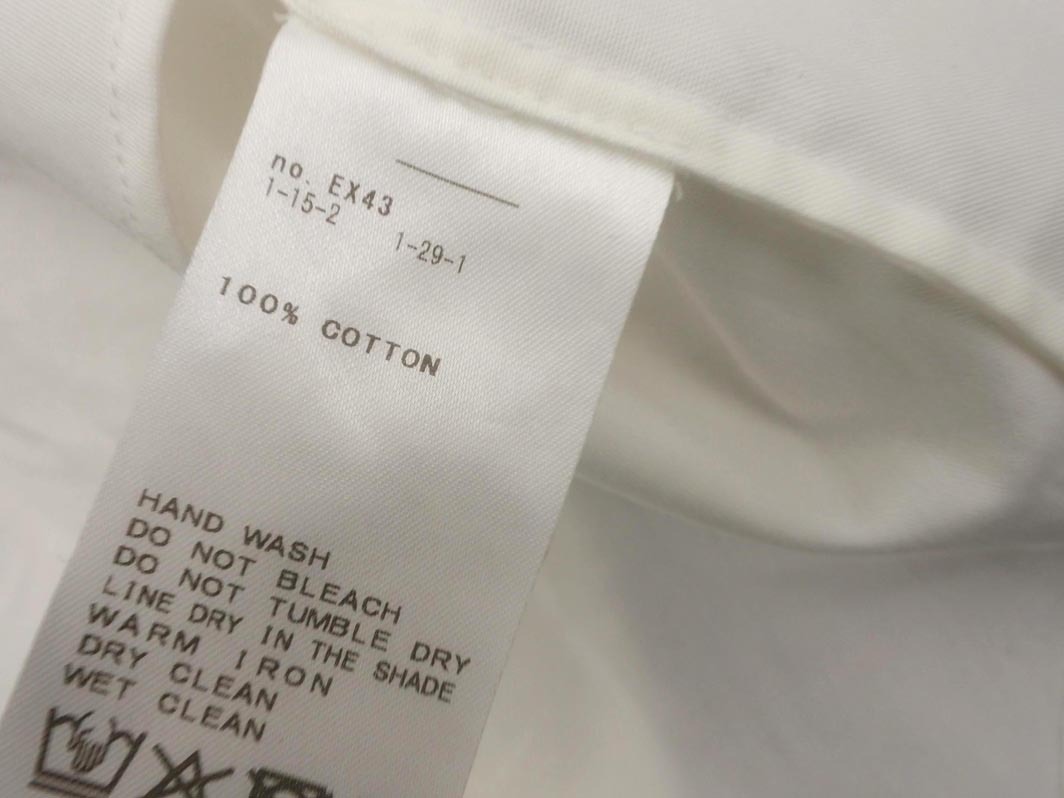 no. EX43
1-15-2 1-29-1
100% COTTON
HAND WASH
DO NOT BLEACH
DO NOT TUMBLE DRY
LINE DRY IN THE SHADE
WARM IRON
DRY CLEAN
WET CLEAN